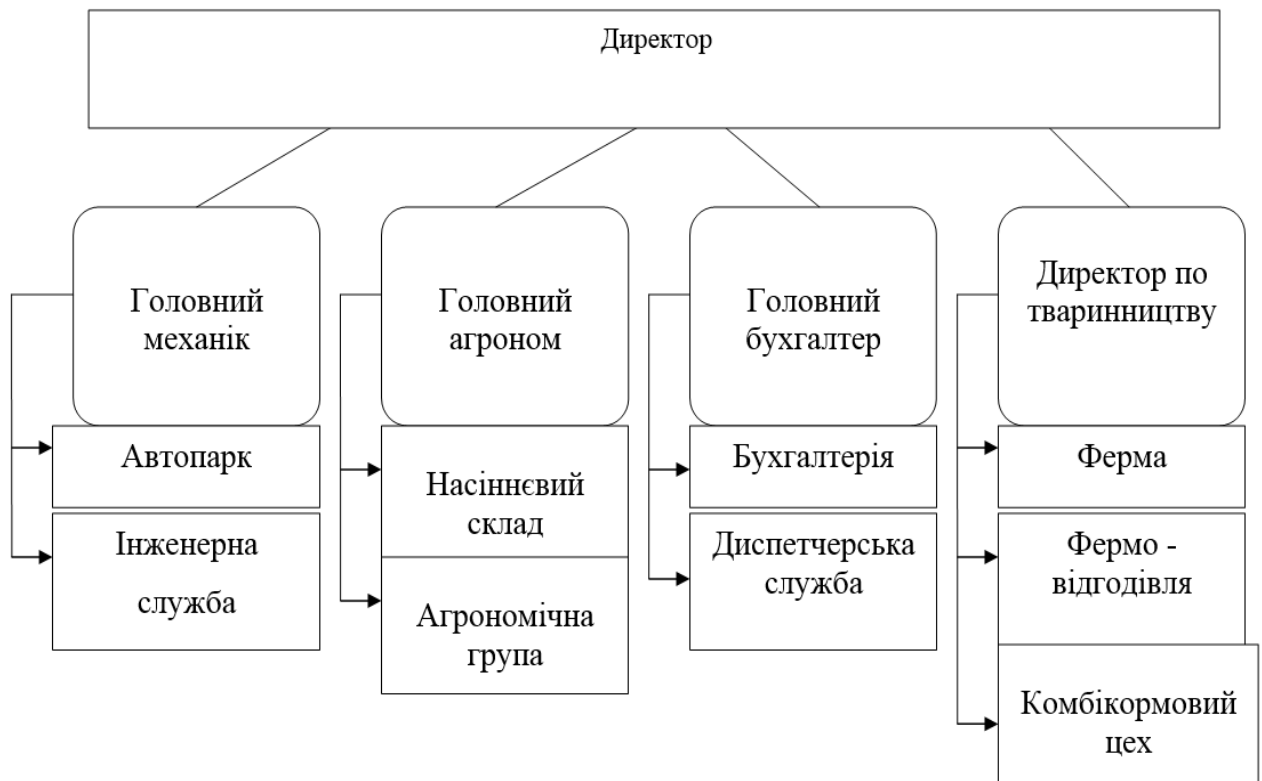 Директор
Головний
механік
Головний
агроном
Головний
бухгалтер
Директор по
тваринництву
Автопарк
Інженерна
служба
Насіннєвий
склад
Агрономічна
група
Бухгалтерія
Диспетчерська
служба
Ферма
Фермо -
відгодівля
Комбікормовий
цех